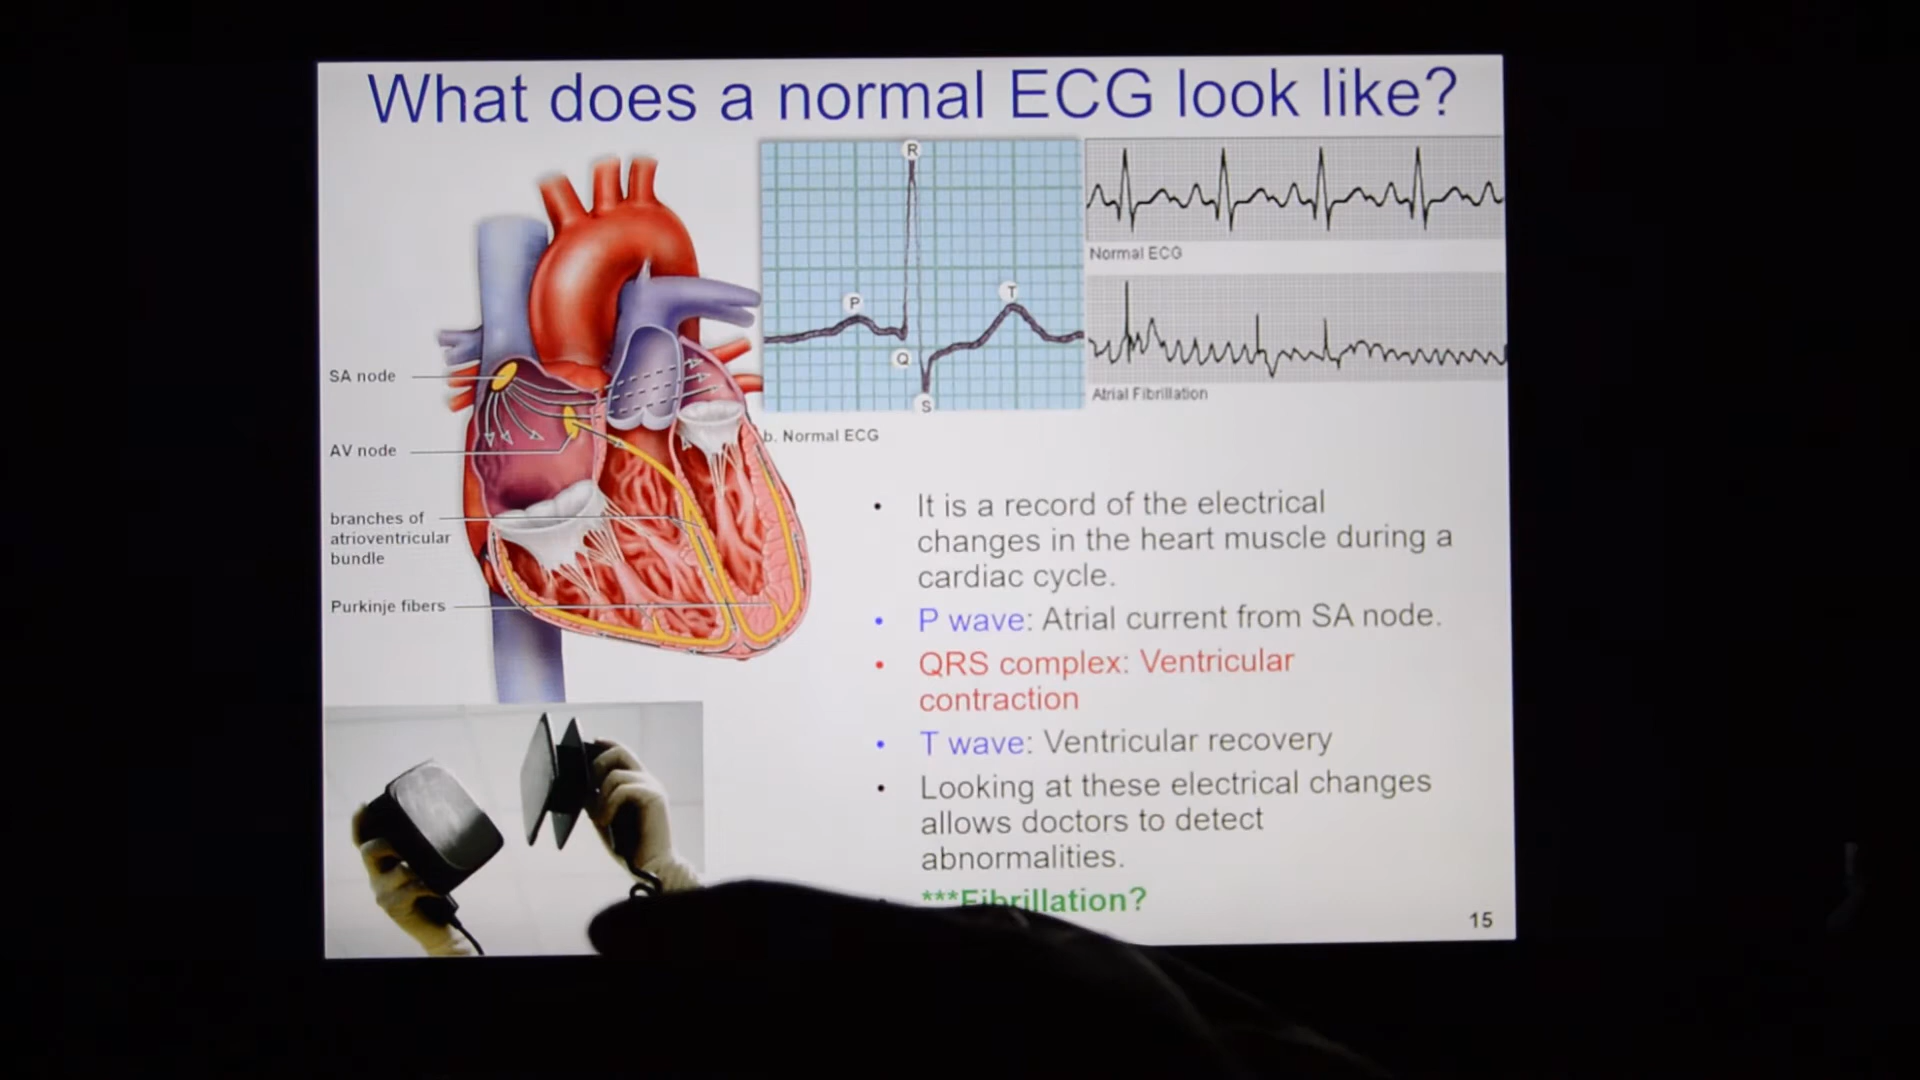 What does a normal ECG look like?
R
P
T
Q
S
b. Normal ECG
Normal ECG
Atrial Fibrillation
SA node
AV node
branches of
atrioventricular
bundle
Purkinje fibers
• It is a record of the electrical
changes in the heart muscle during a
cardiac cycle.
• P wave: Atrial current from SA node.
• QRS complex: Ventricular
contraction
• T wave: Ventricular recovery
• Looking at these electrical changes
allows doctors to detect
abnormalities.
***Fibrillation?
15